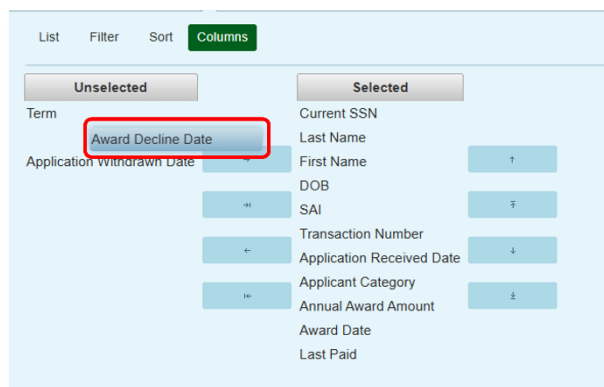 List Filter Sort Columns
Unselected
Term
Award Decline Date
Application Withdrawn Date
Selected
Current SSN
Last Name
First Name
DOB
SAI
Transaction Number
Application Received Date
Applicant Category
Annual Award Amount
Award Date
Last Paid